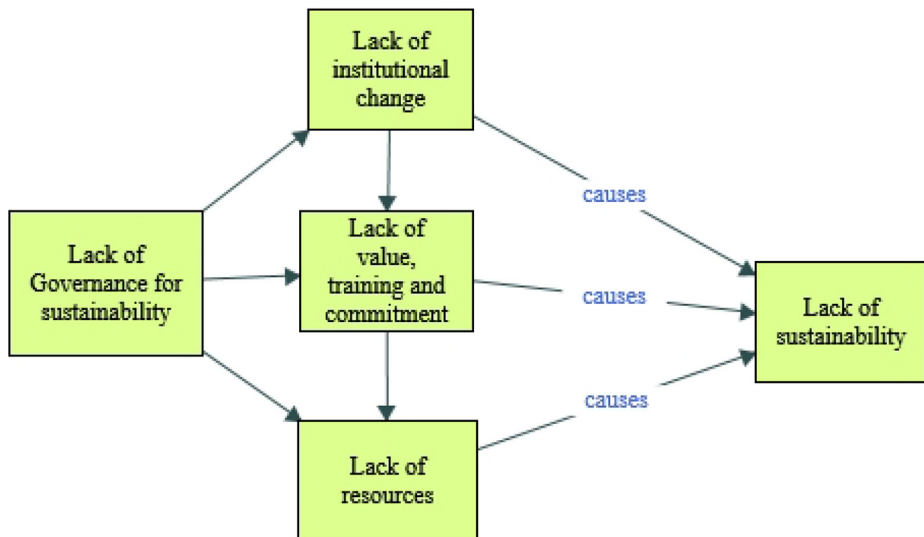 Lack of
institutional
change
causes
Lack of
Governance for
sustainability
Lack of
value,
training and
commitment
causes
Lack of
sustainability
causes
Lack of
resources